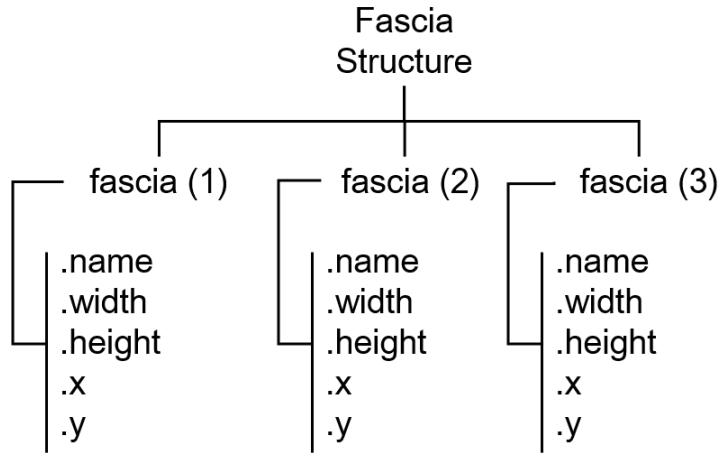 Fascia
Structure
fascia (1)
.name
.width
.height
.x
.y
fascia (2)
.name
.width
.height
.x
.y
fascia (3)
.name
.width
.height
.x
.y